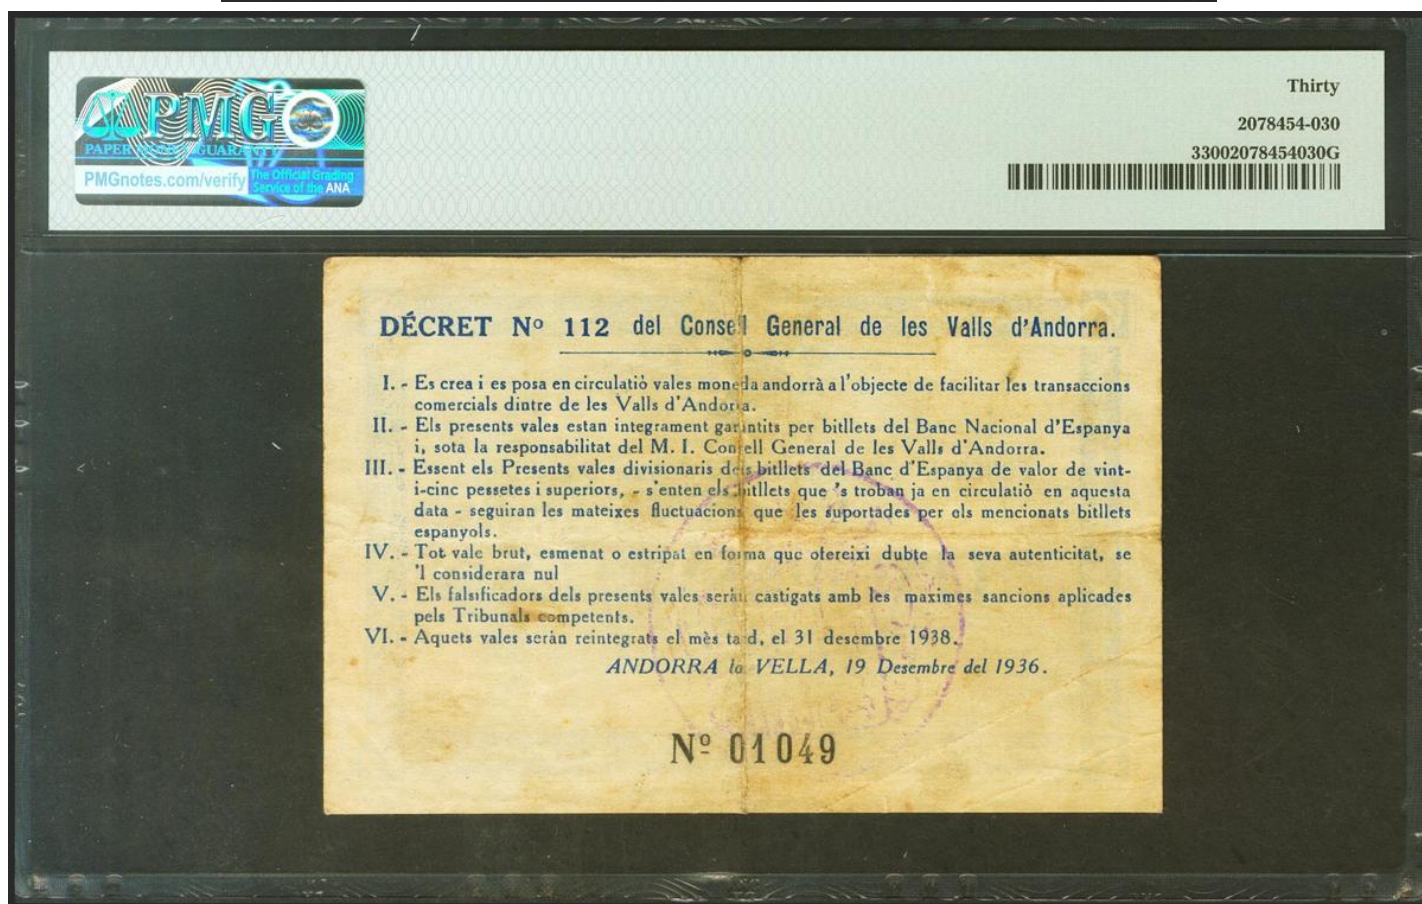 Thirty
2078454-030
33002078454030G
PMG
PAPER MONEY GUARANTY
PMGnotes.com/verify
The Official Grading
Service of the ANA
DÉCRET Nº 112 del Consell General de les Valls d'Andorra.
I. - Es crea i es posa en circulatiò vales moneda andorrà a l'objecte de facilitar les transaccions
comercials dintre de les Valls d'Andorra.
II. - Els presents vales estan integrament garantits per bitllets del Banc Nacional d'Espanya
i, sota la responsabilitat del M. I. Consell General de les Valls d'Andorra.
III. - Essent els Presents vales divisionaris dels bitllets del Banc d'Espanya de valor de vint-
i-cinc pessetes i superiors, - s'enten els bitllets que 's troban ja en circulatiò en aquesta
data - seguiran les mateixes fluctuacions que les suportades per els mencionats bitllets
espanyols.
IV. - Tot vale brut, esmenat o estripat en forma que ofereixi dubte la seva autenticitat, se
'l considerara nul
V. - Els falsificadors dels presents vales seràn castigats amb les maximes sancions aplicades
pels Tribunals competents.
VI. - Aquets vales seràn reintegrats el mès tard, el 31 desembre 1938.
ANDORRA la VELLA, 19 Desembre del 1936.
Nº 01049